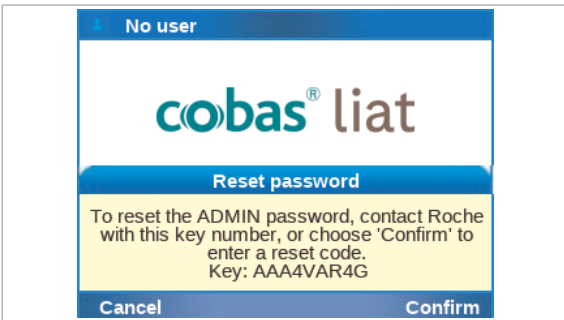 No user
cobas® liat
Reset password
To reset the ADMIN password, contact Roche
with this key number, or choose 'Confirm' to
enter a reset code.
Key: AAA4VAR4G
Cancel Confirm